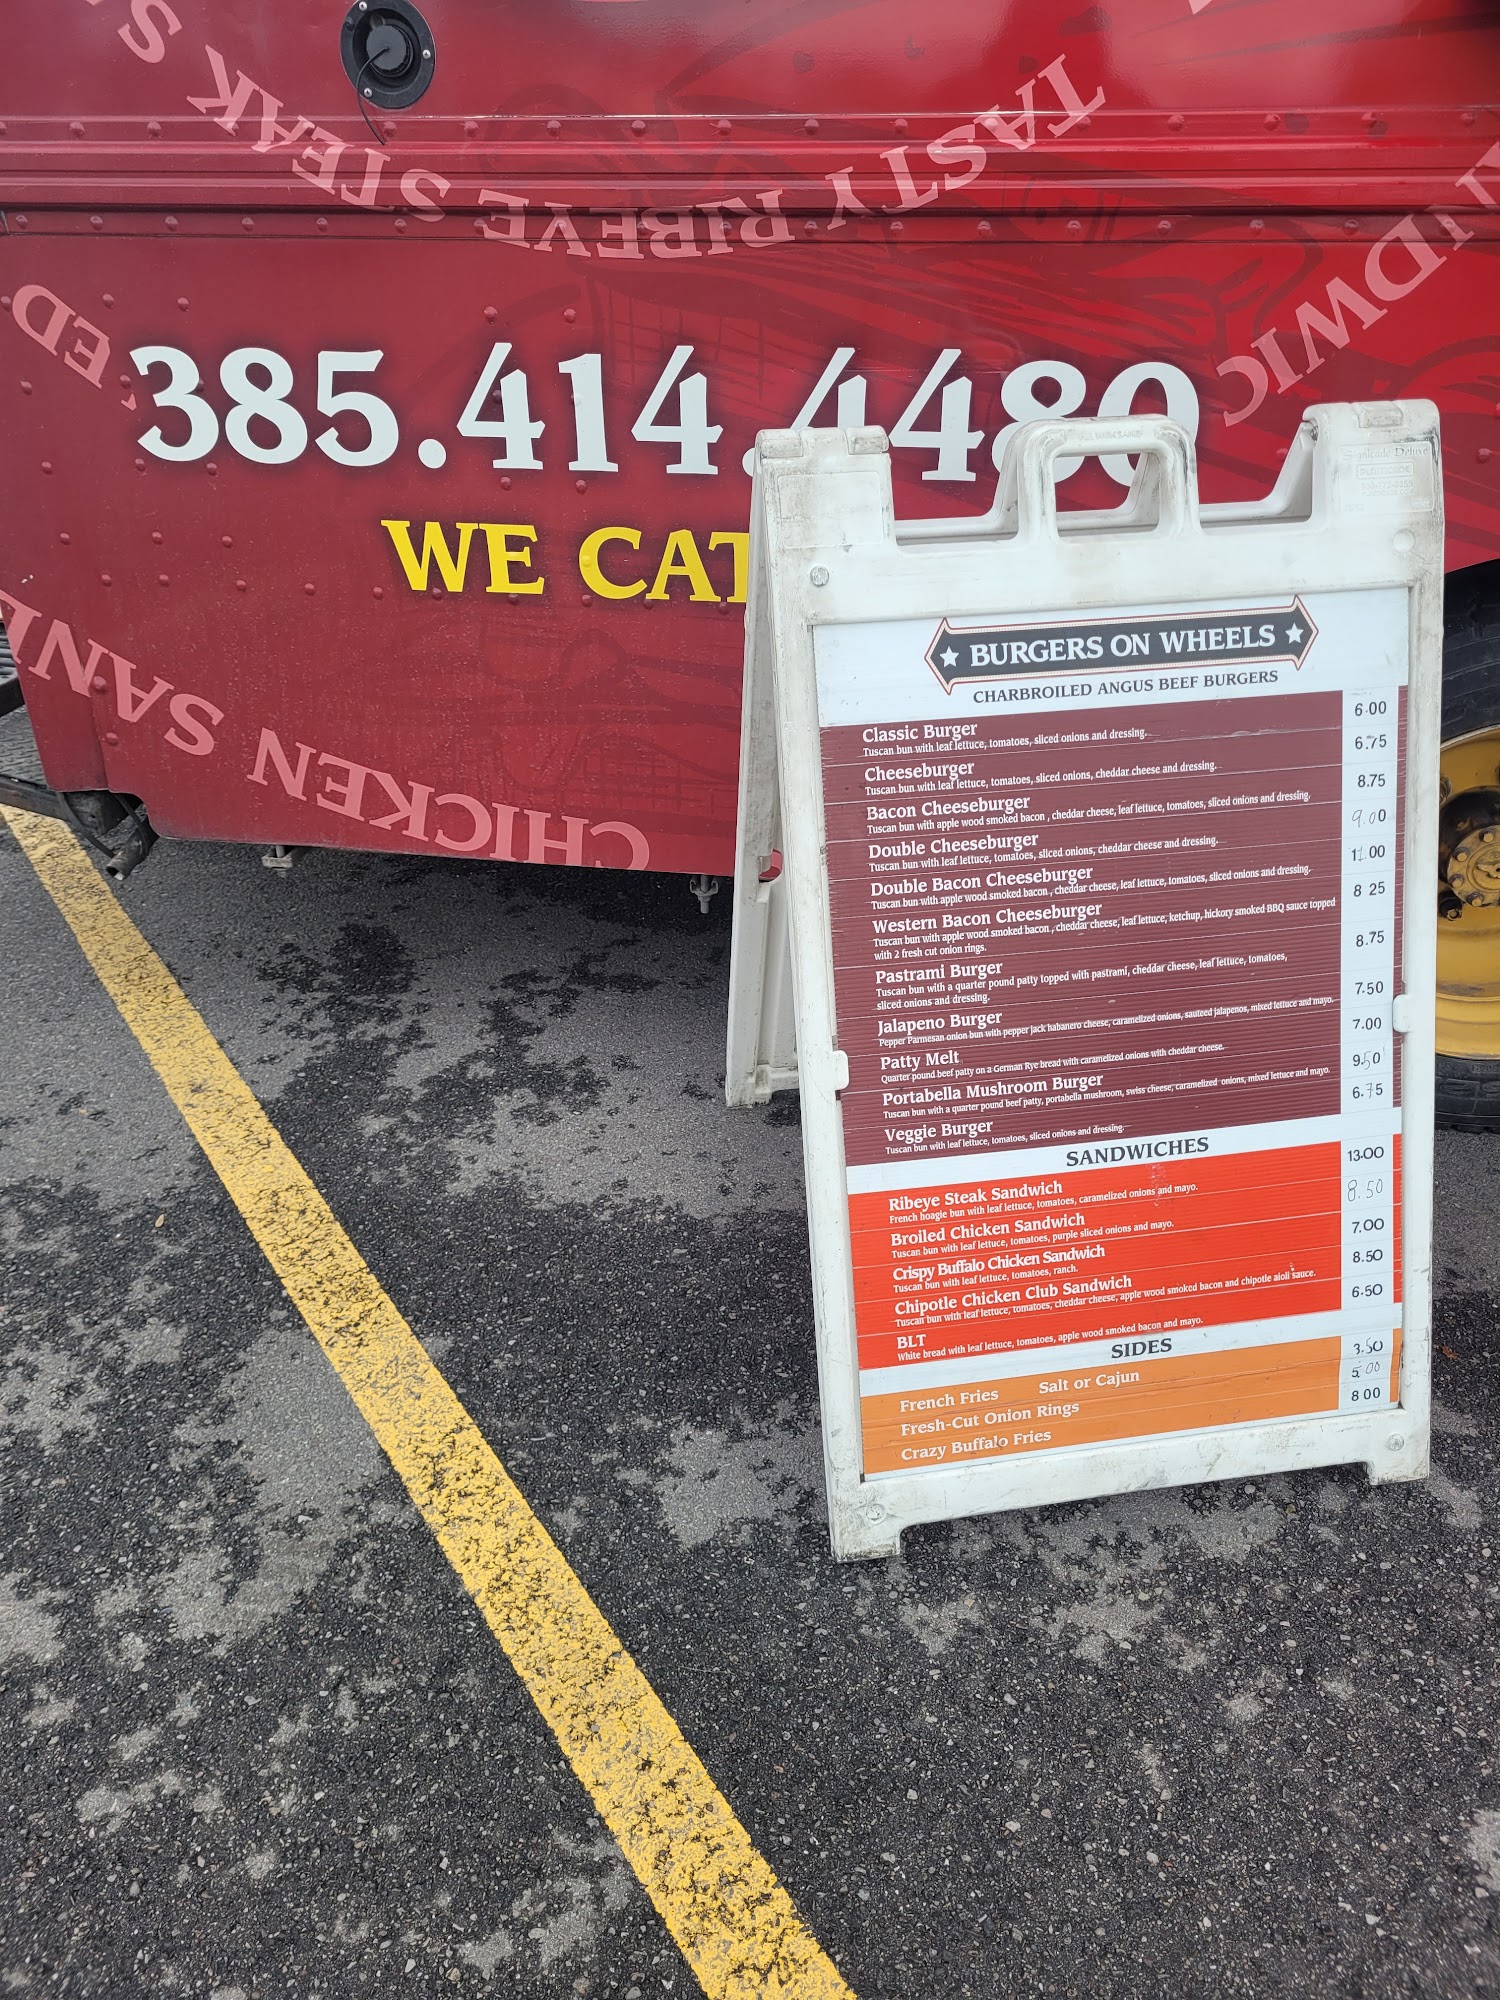 S
STEAK
TASTY RIBEYE STEAK
NDWIC
ED
385.414.4480
WE CAT
CHICKEN SAND
Signicade Deluxe
PLASTICADE
BURGERS ON WHEELS
CHARBROILED ANGUS BEEF BURGERS
Classic Burger 6.00
Tuscan bun with leaf lettuce, tomatoes, sliced onions and dressing.
Cheeseburger 6.75
Tuscan bun with leaf lettuce, tomatoes, sliced onions, cheddar cheese and dressing.
Bacon Cheeseburger 8.75
Tuscan bun with apple wood smoked bacon , cheddar cheese, leaf lettuce, tomatoes, sliced onions and dressing.
Double Cheeseburger 9.00
Tuscan bun with leaf lettuce, tomatoes, sliced onions, cheddar cheese and dressing.
Double Bacon Cheeseburger 11.00
Tuscan bun with apple wood smoked bacon , cheddar cheese, leaf lettuce, tomatoes, sliced onions and dressing.
Western Bacon Cheeseburger 8 25
Tuscan bun with apple wood smoked bacon , cheddar cheese, leaf lettuce, ketchup, hickory smoked BBQ sauce topped
with 2 fresh cut onion rings.
Pastrami Burger 8.75
Tuscan bun with a quarter pound patty topped with pastrami, cheddar cheese, leaf lettuce, tomatoes,
sliced onions and dressing.
Jalapeno Burger 7.50
Pepper Parmesan onion bun with pepper jack habanero cheese, caramelized onions, sauteed jalapenos, mixed lettuce and mayo.
Patty Melt 7.00
Quarter pound beef patty on a German Rye bread with caramelized onions with cheddar cheese.
Portabella Mushroom Burger 9.50
Tuscan bun with a quarter pound beef patty, portabella mushroom, swiss cheese, caramelized onions, mixed lettuce and mayo.
Veggie Burger 6.75
Tuscan bun with leaf lettuce, tomatoes, sliced onions and dressing.
SANDWICHES
Ribeye Steak Sandwich 13.00
French hoagie bun with leaf lettuce, tomatoes, caramelized onions and mayo.
Broiled Chicken Sandwich 8.50
Tuscan bun with leaf lettuce, tomatoes, purple sliced onions and mayo.
Crispy Buffalo Chicken Sandwich 7.00
Tuscan bun with leaf lettuce, tomatoes, ranch.
Chipotle Chicken Club Sandwich 8.50
Tuscan bun with leaf lettuce, tomatoes, cheddar cheese, apple wood smoked bacon and chipotle aioli sauce.
BLT 6.50
White bread with leaf lettuce, tomatoes, apple wood smoked bacon and mayo.
SIDES
French Fries Salt or Cajun 3.50
Fresh-Cut Onion Rings 5.00
Crazy Buffalo Fries 8 00